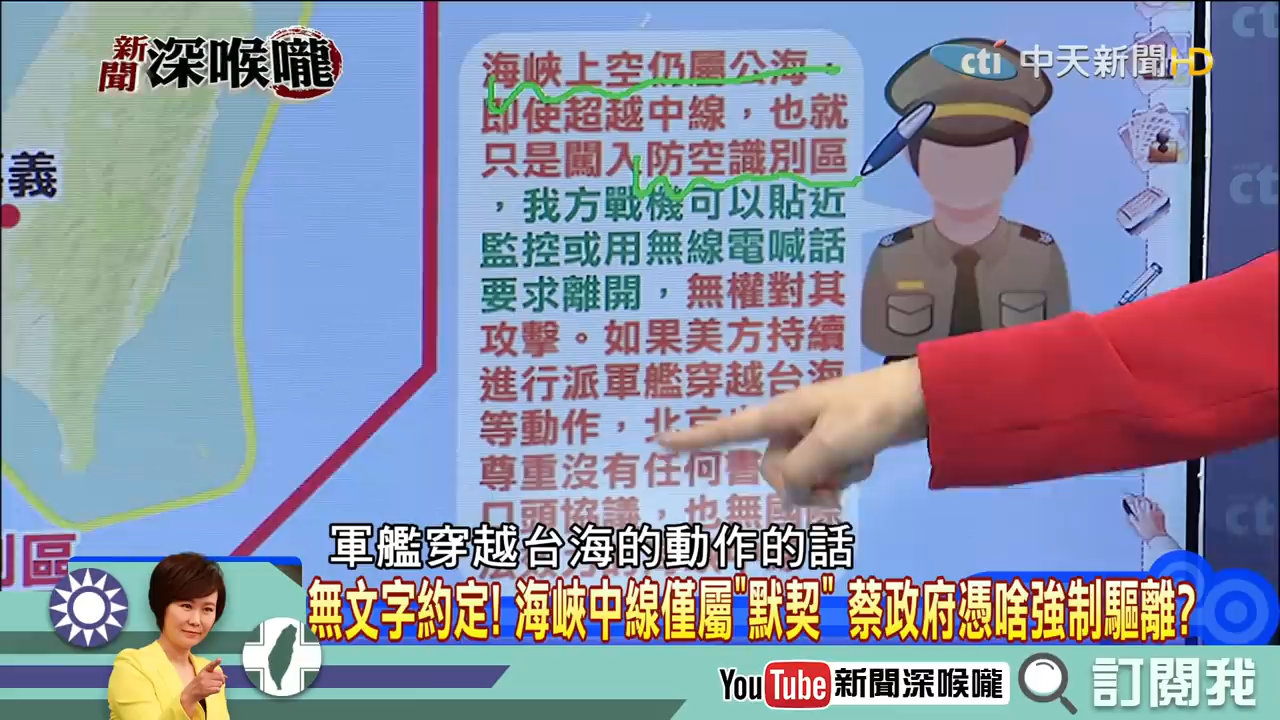 新聞深喉嚨
cti 中天新聞HD
義
海峽上空仍屬公海，
即使超越中線，也就
只是闖入防空識別區
，我方戰機可以貼近
監控或用無線電喊話
要求離開，無權對其
攻擊。如果美方持續
進行派軍艦穿越台海
等動作，北京
尊重沒有任何書
口頭協議，也無國際
別區
軍艦穿越台海的動作的話
無文字約定! 海峽中線僅屬"默契" 蔡政府憑啥強制驅離?
YouTube 新聞深喉嚨 訂閱我